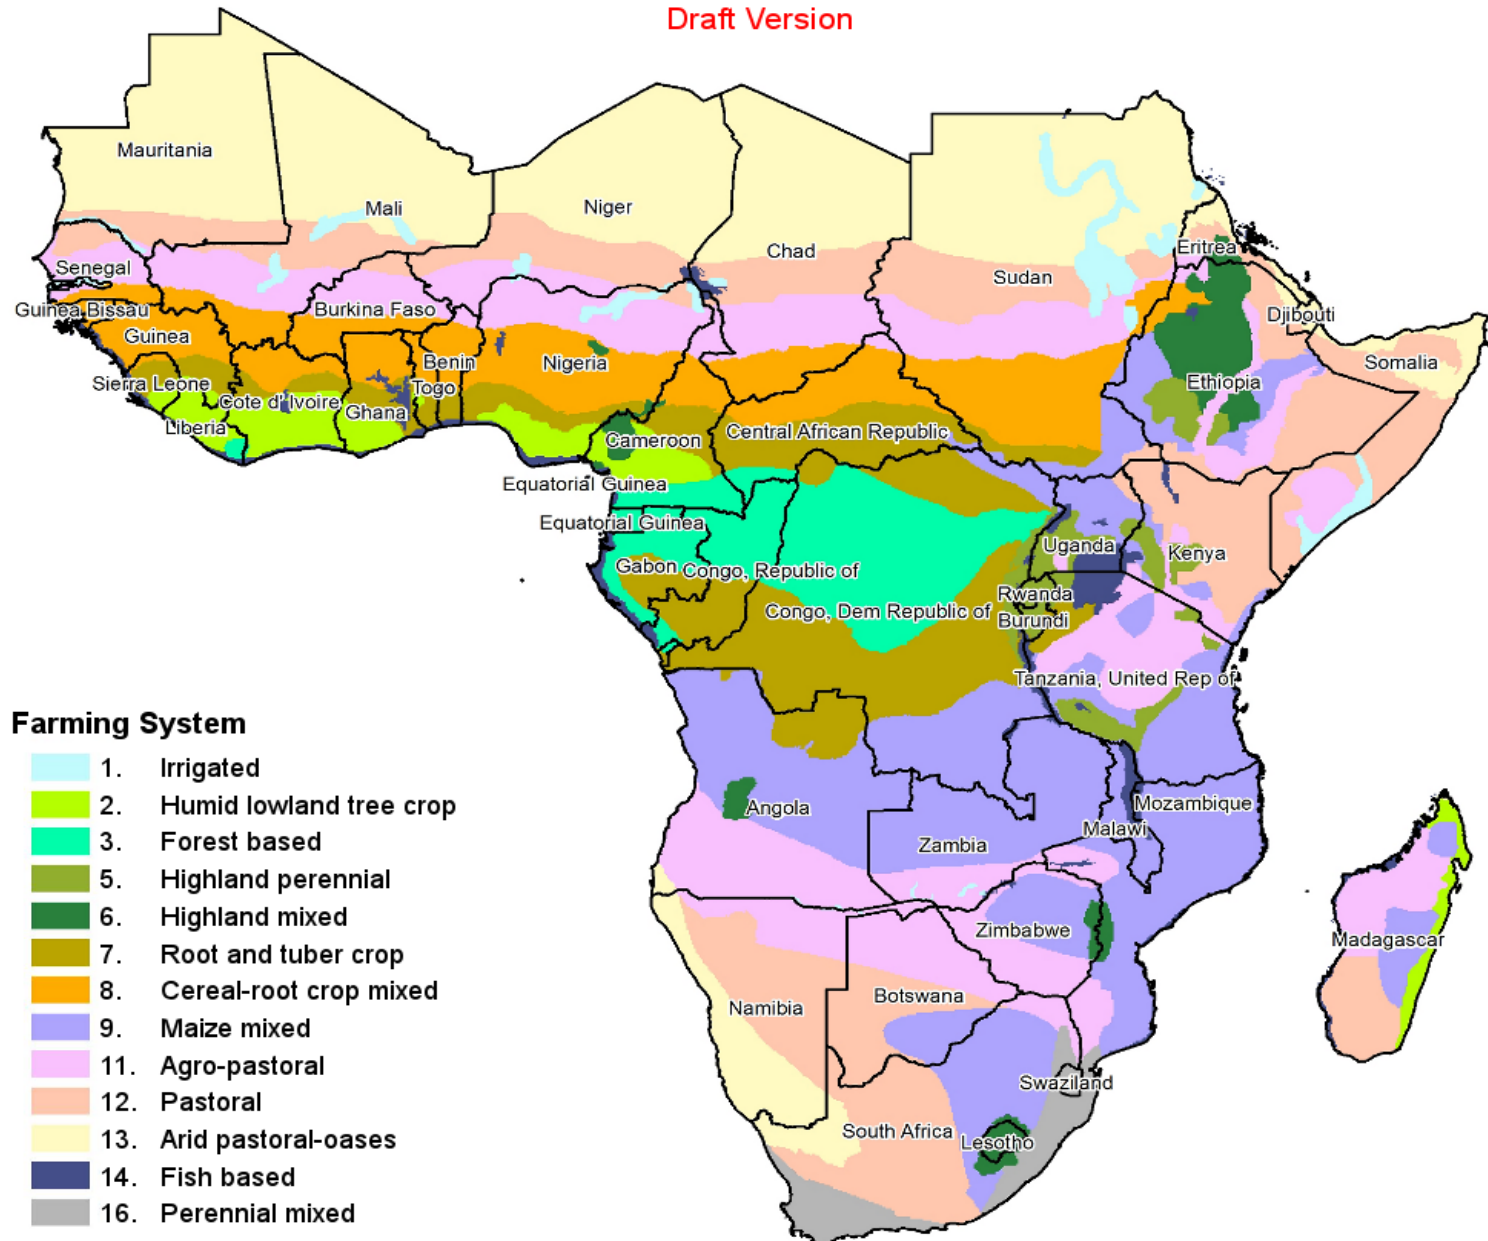 Draft Version
Mauritania
Mali
Niger
Chad
Sudan
Eritrea
Senegal
Guinea Bissau
Burkina Faso
Djibouti
Guinea
Benin
Nigeria
Somalia
Sierra Leone
Togo
Ethiopia
Cote d'Ivoire
Ghana
Liberia
Cameroon
Central African Republic
Equatorial Guinea
Equatorial Guinea
Uganda
Kenya
Gabon
Congo, Republic of
Rwanda
Congo, Dem Republic of
Burundi
Tanzania, United Rep of
Angola
Mozambique
Malawi
Zambia
Zimbabwe
Madagascar
Botswana
Namibia
Swaziland
South Africa
Lesotho
Farming System
1. Irrigated
2. Humid lowland tree crop
3. Forest based
5. Highland perennial
6. Highland mixed
7. Root and tuber crop
8. Cereal-root crop mixed
9. Maize mixed
11. Agro-pastoral
12. Pastoral
13. Arid pastoral-oases
14. Fish based
16. Perennial mixed